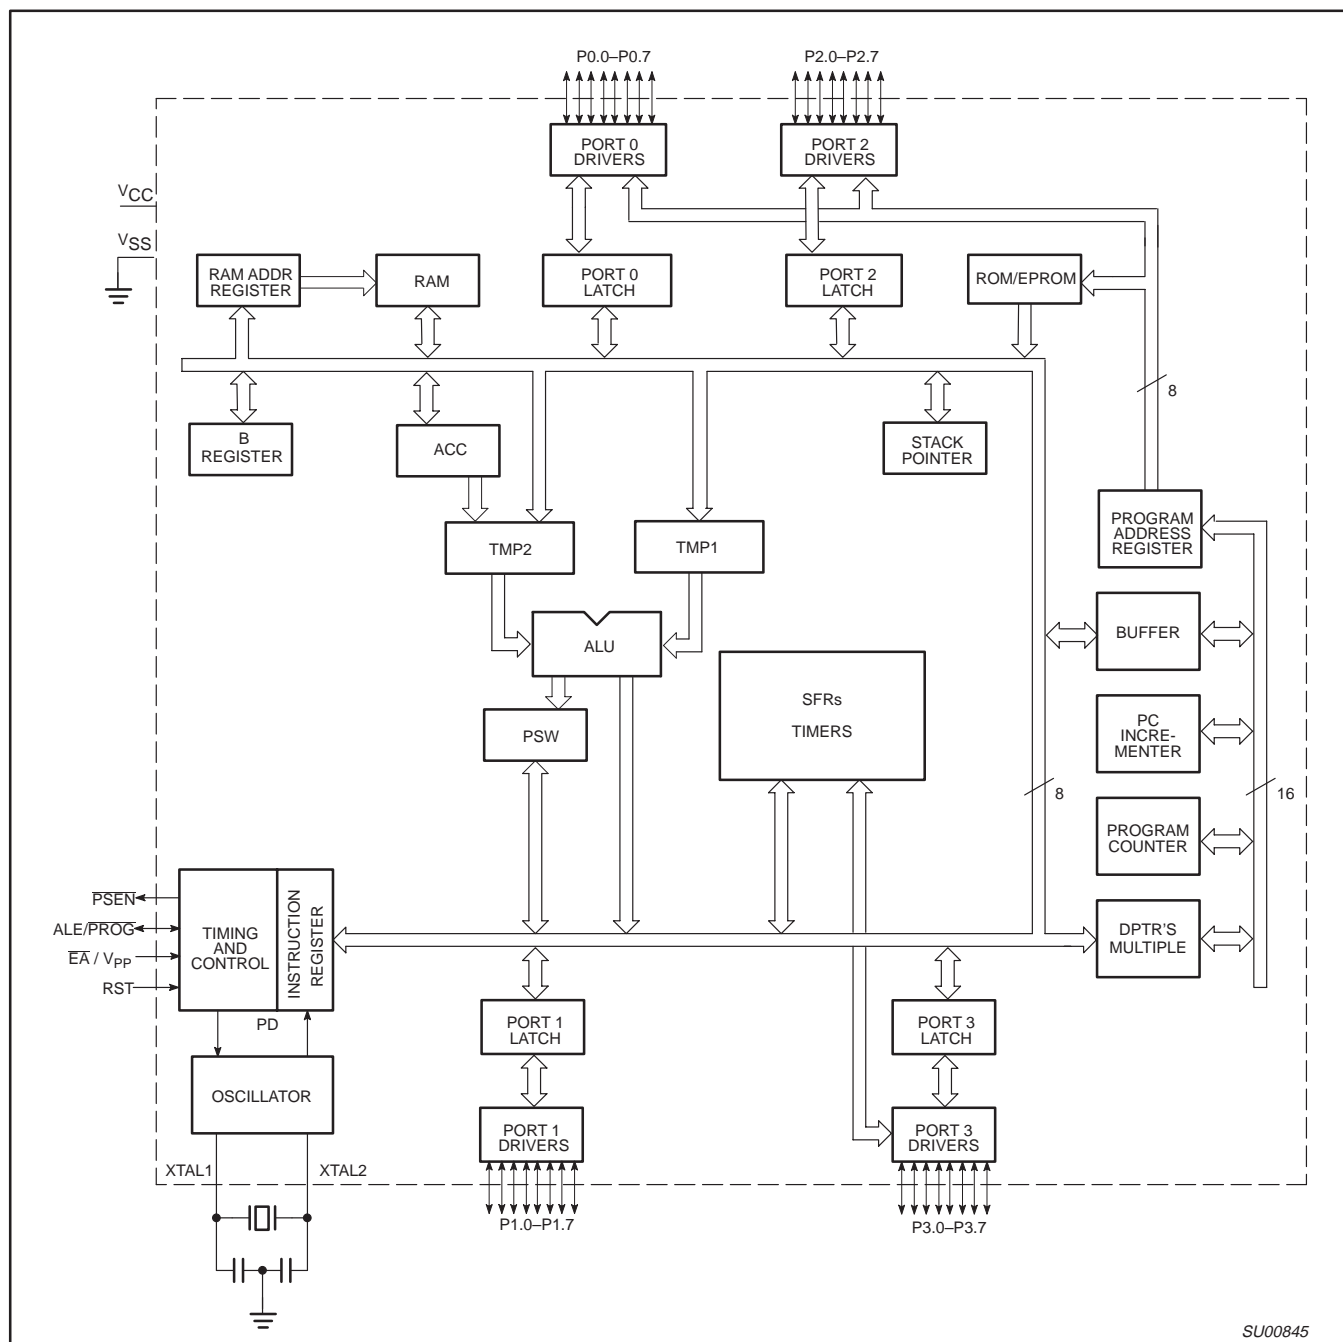 P0.0–P0.7
P2.0–P2.7
PORT 0
DRIVERS
PORT 2
DRIVERS
VCC
VSS
RAM ADDR
REGISTER
RAM
PORT 0
LATCH
PORT 2
LATCH
ROM/EPROM
8
B
REGISTER
ACC
STACK
POINTER
PROGRAM
ADDRESS
REGISTER
TMP2
TMP1
BUFFER
ALU
SFRs
TIMERS
PSW
PC
INCRE-
MENTER
8
16
PROGRAM
COUNTER
PSEN
ALE/PROG
EA / VPP
RST
TIMING
AND
CONTROL
INSTRUCTION
REGISTER
DPTR'S
MULTIPLE
PD
PORT 1
LATCH
PORT 3
LATCH
OSCILLATOR
PORT 1
DRIVERS
PORT 3
DRIVERS
XTAL1
XTAL2
P1.0–P1.7
P3.0–P3.7
SU00845